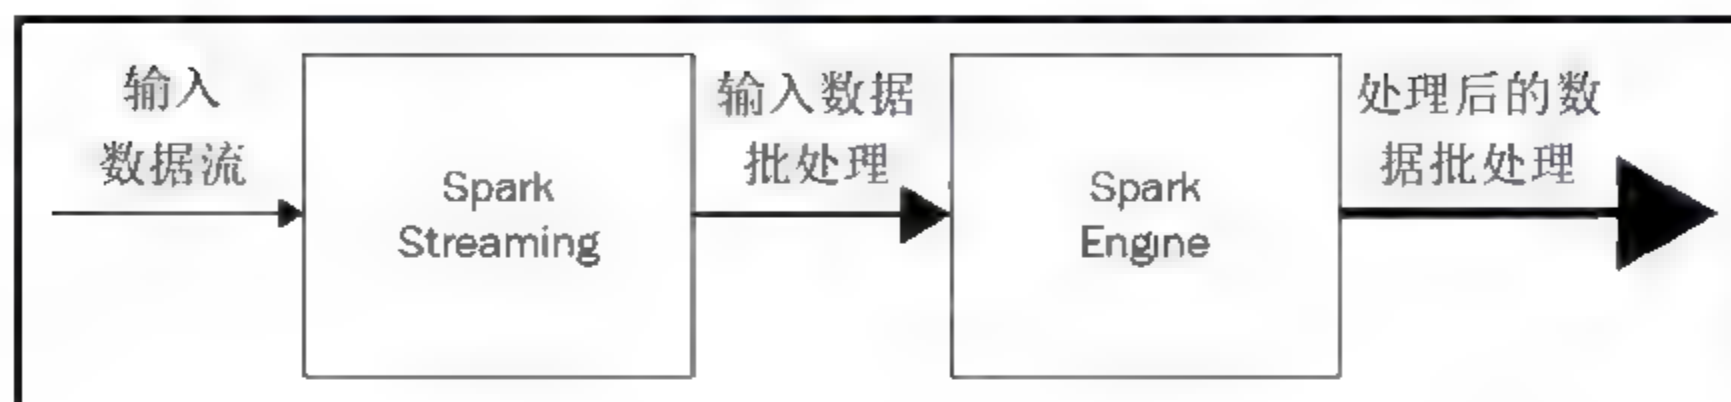 输入
数据流
Spark
Streaming
输入数据
批处理
Spark
Engine
处理后的数
据批处理